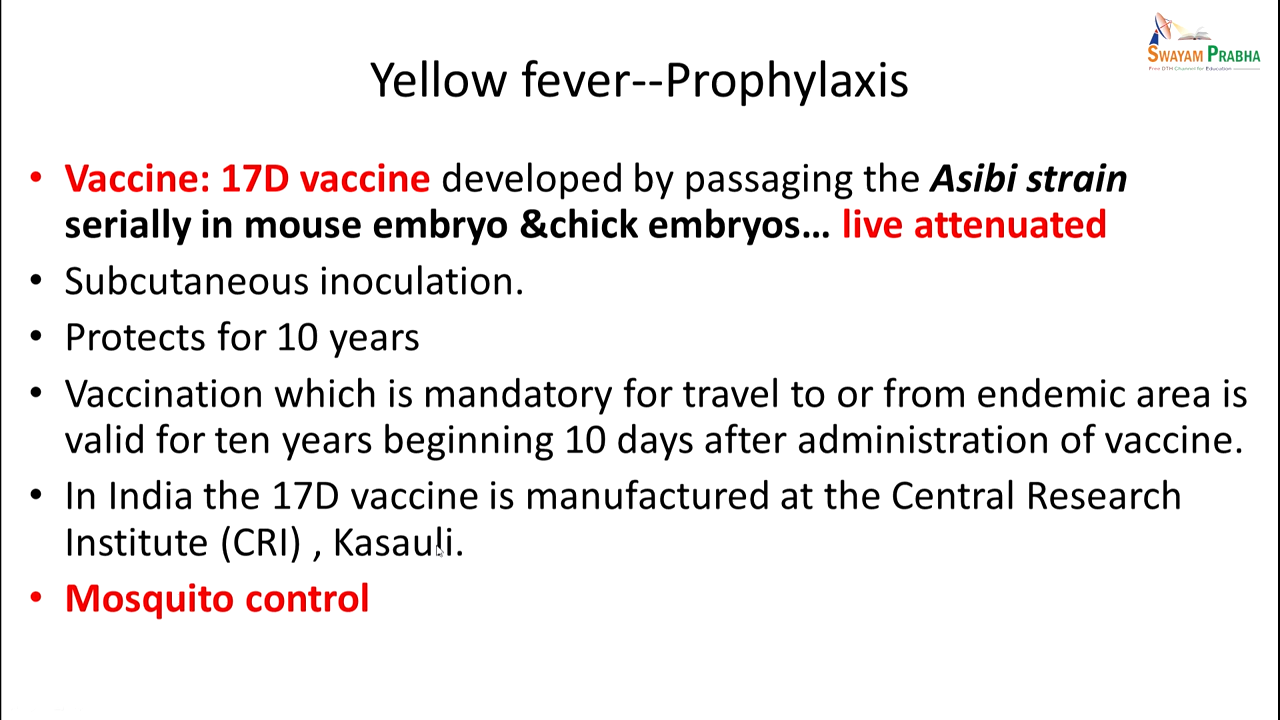 SWAYAM PRABHA
Free DTH Channel for Education
Yellow fever--Prophylaxis
• Vaccine: 17D vaccine developed by passaging the Asibi strain
serially in mouse embryo &chick embryos... live attenuated
• Subcutaneous inoculation.
• Protects for 10 years
• Vaccination which is mandatory for travel to or from endemic area is
valid for ten years beginning 10 days after administration of vaccine.
• In India the 17D vaccine is manufactured at the Central Research
Institute (CRI) , Kasauli.
• Mosquito control